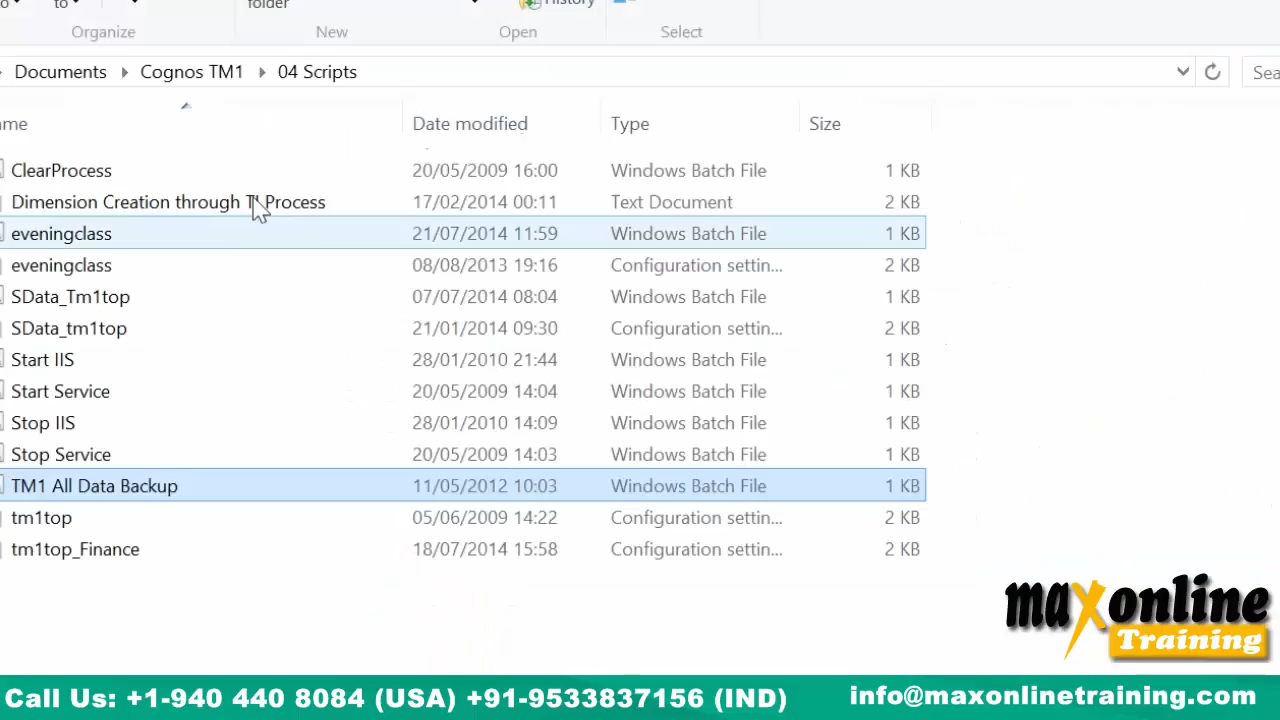 to
folder
History
Organize New Open Select
Documents Cognos TM1 04 Scripts Sea
ame Date modified Type Size
ClearProcess 20/05/2009 16:00 Windows Batch File 1 KB
Dimension Creation through TI Process 17/02/2014 00:11 Text Document 2 KB
eveningclass 21/07/2014 11:59 Windows Batch File 1 KB
eveningclass 08/08/2013 19:16 Configuration settin... 2 KB
SData_Tm1top 07/07/2014 08:04 Windows Batch File 1 KB
SData_tm1top 21/01/2014 09:30 Configuration settin... 2 KB
Start IIS 28/01/2010 21:44 Windows Batch File 1 KB
Start Service 20/05/2009 14:04 Windows Batch File 1 KB
Stop IIS 28/01/2010 14:09 Windows Batch File 1 KB
Stop Service 20/05/2009 14:03 Windows Batch File 1 KB
TM1 All Data Backup 11/05/2012 10:03 Windows Batch File 1 KB
tm1top 05/06/2009 14:22 Configuration settin... 2 KB
tm1top_Finance 18/07/2014 15:58 Configuration settin... 2 KB
maxonline
Training
Call Us: +1-940 440 8084 (USA) +91-9533837156 (IND) info@maxonlinetraining.com